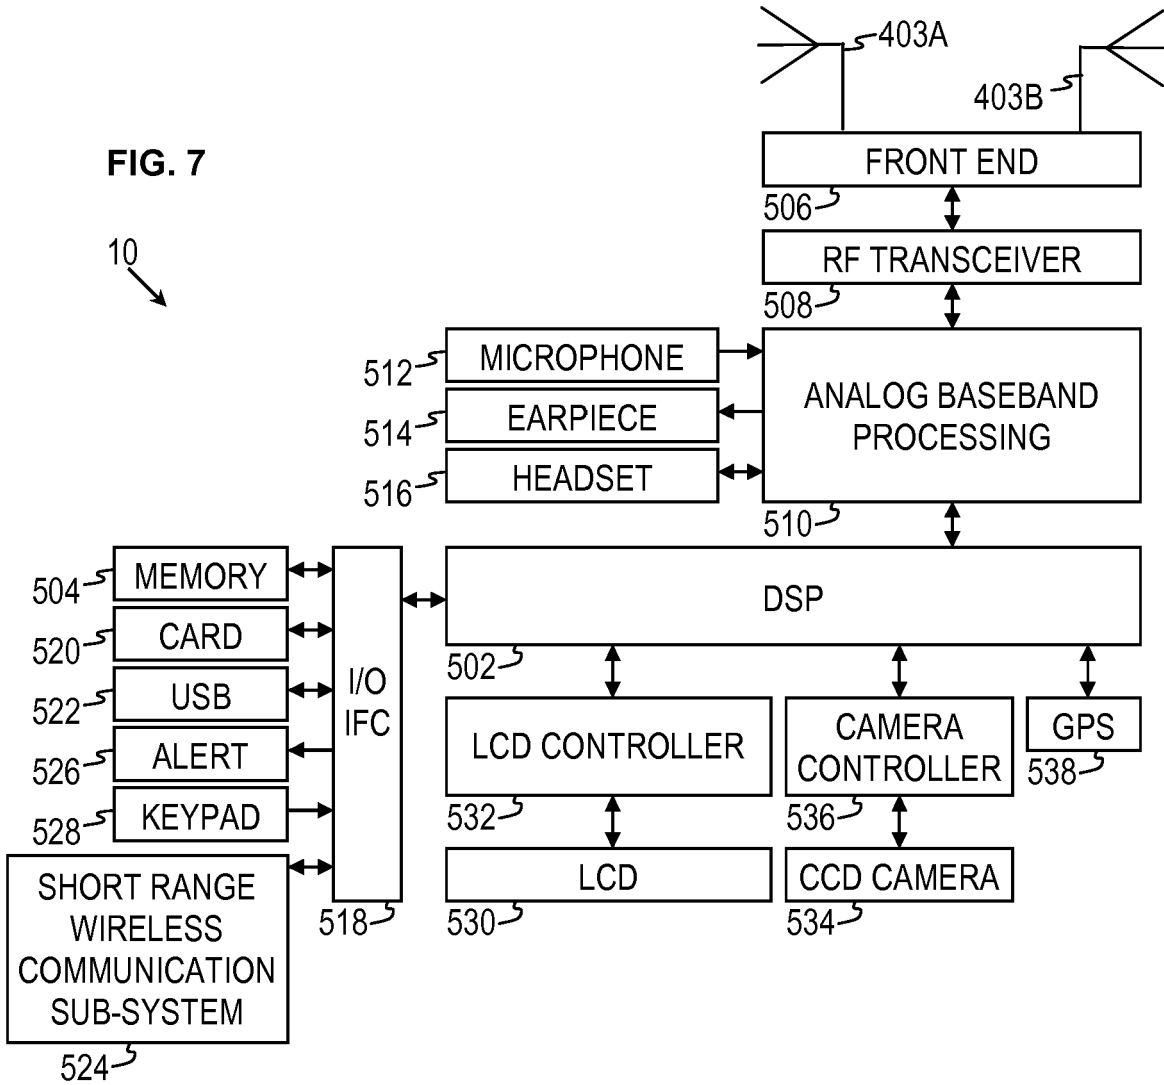 403A
403B
FIG. 7
FRONT END
506
10
RF TRANSCEIVER
508
512
MICROPHONE
514
EARPIECE
516
HEADSET
ANALOG BASEBAND
PROCESSING
510
504
MEMORY
520
CARD
522
USB
526
ALERT
528
KEYPAD
I/O
IFC
518
DSP
502
LCD CONTROLLER
532
CAMERA
CONTROLLER
536
GPS
538
LCD
530
CCD CAMERA
534
SHORT RANGE
WIRELESS
COMMUNICATION
SUB-SYSTEM
524